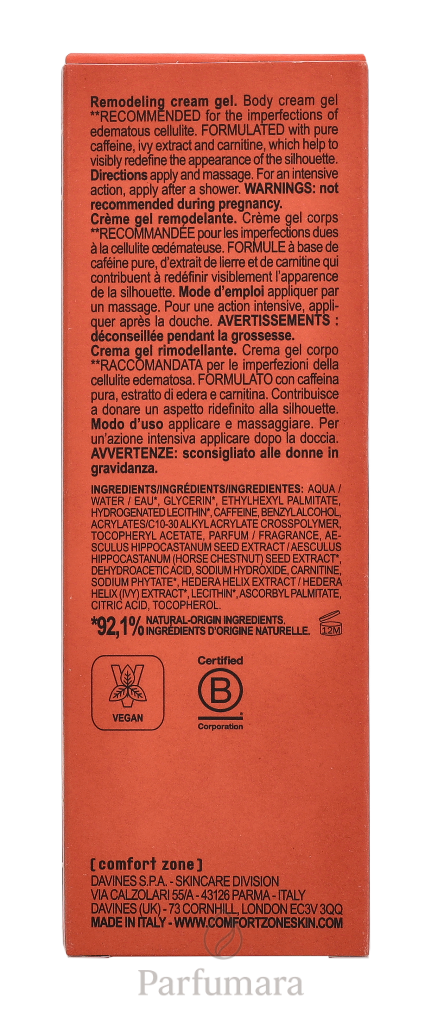 Remodeling cream gel. Body cream gel
**RECOMMENDED for the imperfections of
edematous cellulite. FORMULATED with pure
caffeine, ivy extract and carnitine, which help to
visibly redefine the appearance of the silhouette.
Directions apply and massage. For an intensive
action, apply after a shower. WARNINGS: not
recommended during pregnancy.
Crème gel remodelante. Crème gel corps
**RECOMMANDÉE pour les imperfections dues
à la cellulite œdémateuse. FORMULE à base de
caféine pure, d'extrait de lierre et de carnitine qui
contribuent à redéfinir visiblement l'apparence
de la silhouette. Mode d'emploi appliquer par
un massage. Pour une action intensive, appli-
quer après la douche. AVERTISSEMENTS :
déconseillée pendant la grossesse.
Crema gel rimodellante. Crema gel corpo
**RACCOMANDATA per le imperfezioni della
cellulite edematosa. FORMULATO con caffeina
pura, estratto di edera e carnitina. Contribuisce
a donare un aspetto ridefinito alla silhouette.
Modo d'uso applicare e massaggiare. Per
un'azione intensiva applicare dopo la doccia.
AVVERTENZE: sconsigliato alle donne in
gravidanza.
INGREDIENTS/INGRÉDIENTS/INGREDIENTES: AQUA /
WATER / EAU*, GLYCERIN*, ETHYLHEXYL PALMITATE,
HYDROGENATED LECITHIN*, CAFFEINE, BENZYL ALCOHOL,
ACRYLATES/C10-30 ALKYL ACRYLATE CROSSPOLYMER,
TOCOPHERYL ACETATE, PARFUM / FRAGRANCE, AE-
SCULUS HIPPOCASTANUM SEED EXTRACT / AESCULUS
HIPPOCASTANUM (HORSE CHESTNUT) SEED EXTRACT*,
DEHYDROACETIC ACID, SODIUM HYDROXIDE, CARNITINE,
SODIUM PHYTATE*, HEDERA HELIX EXTRACT / HEDERA
HELIX (IVY) EXTRACT*, LECITHIN*, ASCORBYL PALMITATE,
CITRIC ACID, TOCOPHEROL.
*92,1% NATURAL-ORIGIN INGREDIENTS,
INGRÉDIENTS D'ORIGINE NATURELLE.
12M
VEGAN
Certified
B
Corporation
[ comfort zone ]
DAVINES S.P.A. - SKINCARE DIVISION
VIA CALZOLARI 55/A - 43126 PARMA - ITALY
DAVINES (UK) - 73 CORNHILL, LONDON EC3V 3QQ
MADE IN ITALY - WWW.COMFORTZONESKIN.COM
Parfumara